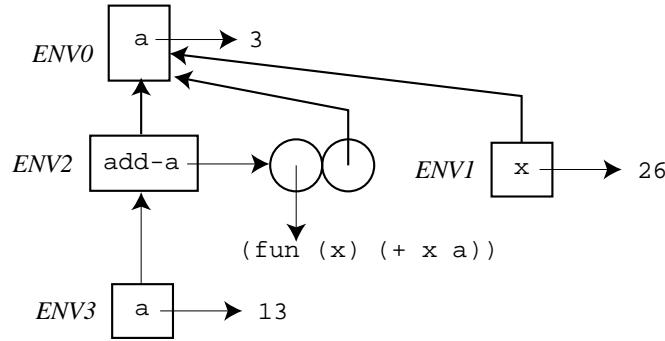 ENV0 a 3
ENV2 add-a ENV1 x 26
(fun (x) (+ x a))
ENV3 a 13